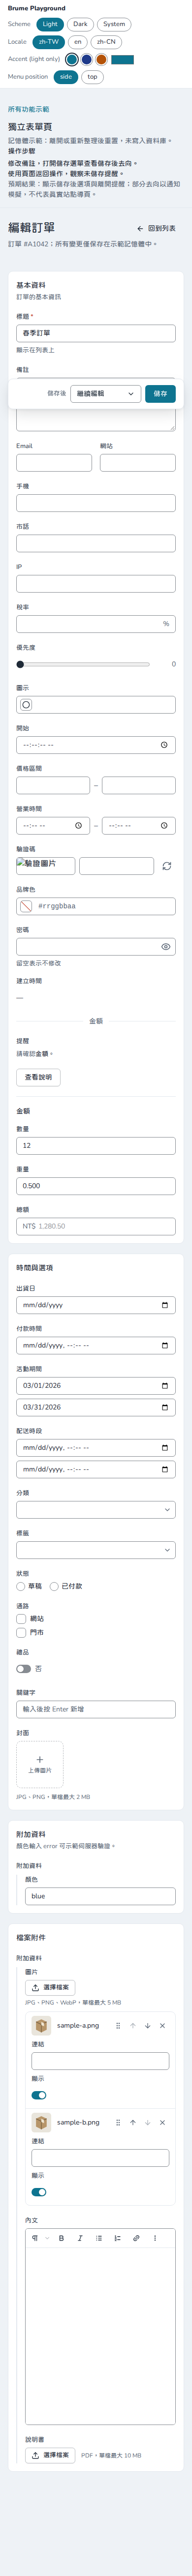 Brume Playground
Scheme Light Dark System
Locale zh-TW en zh-CN
Accent (light only)
Menu position side top
所有功能示範
獨立表單頁
記憶體示範：離開或重新整理後重置，未寫入資料庫。
操作步驟
修改備註，打開儲存選單查看儲存後去向。
使用頁面返回操作，觀察未儲存提醒。
預期結果：顯示儲存後選項與離開提醒；部分去向以通知模擬，不代表真實站點導頁。
編輯訂單
← 回到列表
訂單 #A1042；所有變更僅保存在示範記憶體中。
基本資料
訂單的基本資訊
標題 *
春季訂單
顯示在列表上
備註
儲存後 繼續編輯 儲存
Email 網站
手機
市話
IP
稅率
%
優先度
0
圖示
開始
--:--:-- --
價格區間
–
營業時間
--:-- -- – --:-- --
驗證碼
驗證圖片
品牌色
#rrggbbaa
密碼
留空表示不修改
建立時間
—
金額
提醒
請確認金額。
查看說明
金額
數量
12
重量
0.500
總額
NT$ 1,280.50
時間與選項
出貨日
mm/dd/yyyy
付款時間
mm/dd/yyyy, --:-- --
活動期間
03/01/2026
03/31/2026
配送時段
mm/dd/yyyy, --:-- --
mm/dd/yyyy, --:-- --
分類
標籤
狀態
草稿 已付款
通路
網站
門市
禮品
否
關鍵字
輸入後按 Enter 新增
封面
上傳圖片
JPG、PNG，單檔最大 2 MB
附加資料
顏色輸入 error 可示範伺服器驗證。
附加資料
顏色
blue
檔案附件
附加資料
圖片
選擇檔案
JPG、PNG、WebP，單檔最大 5 MB
sample-a.png
連結
顯示
sample-b.png
連結
顯示
內文
B I
說明書
選擇檔案 PDF，單檔最大 10 MB